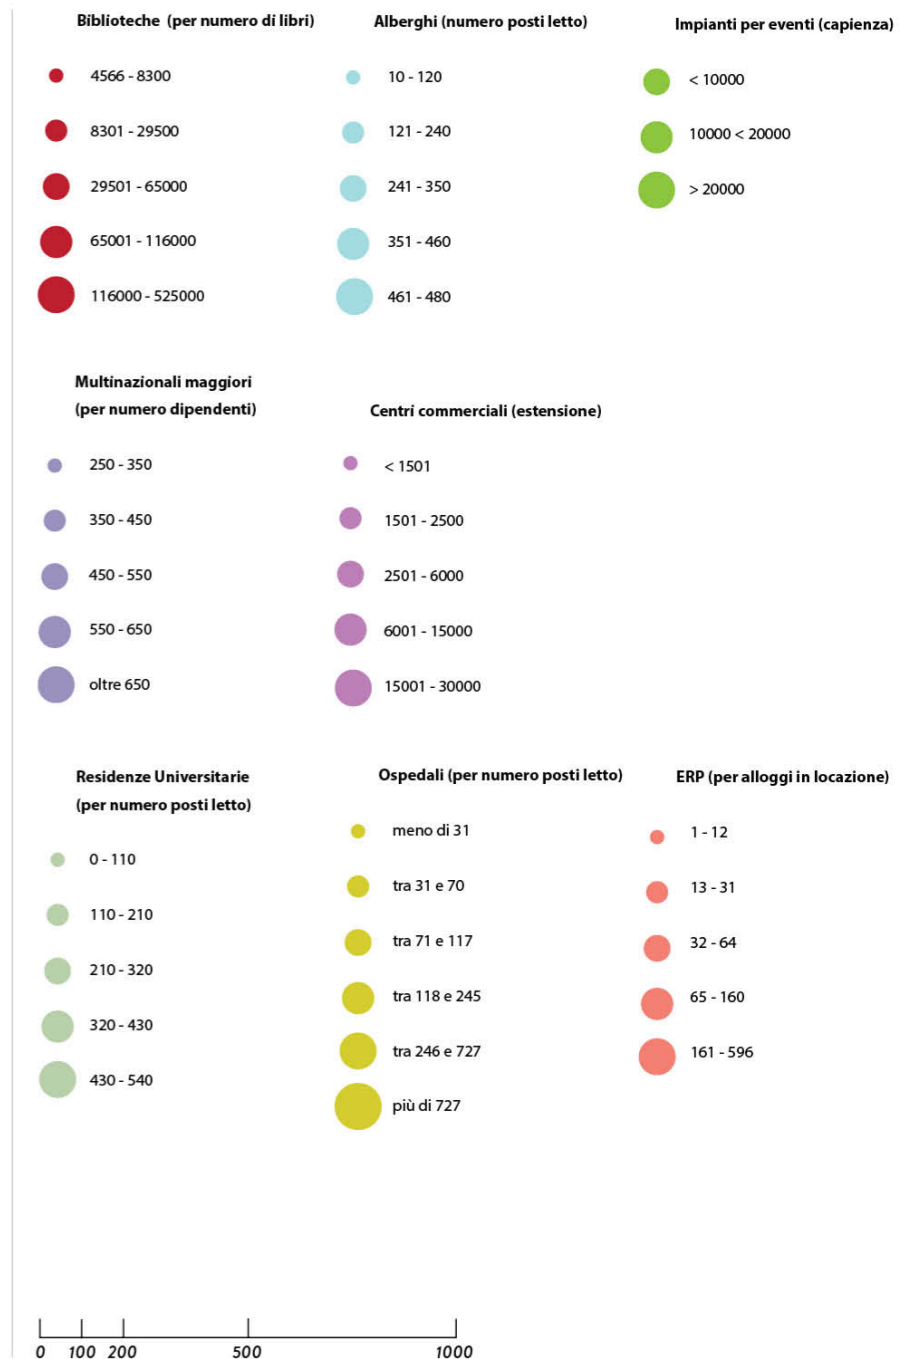 Biblioteche  (per numero di libri)
4566 - 8300
8301 - 29500
29501 - 65000
65001 - 116000
116000 - 525000
Alberghi (numero posti letto)
10 - 120
121 - 240
241 - 350
351 - 460
461 - 480
Impianti per eventi (capienza)
< 10000
10000 < 20000
> 20000
Multinazionali maggiori
(per numero dipendenti)
250 - 350
350 - 450
450 - 550
550 - 650
oltre 650
Centri commerciali (estensione)
< 1501
1501 - 2500
2501 - 6000
6001 - 15000
15001 - 30000
Residenze Universitarie
(per numero posti letto)
0 - 110
110 - 210
210 - 320
320 - 430
430 - 540
Ospedali (per numero posti letto)
meno di 31
tra 31 e 70
tra 71 e 117
tra 118 e 245
tra 246 e 727
più di 727
ERP (per alloggi in locazione)
1 - 12
13 - 31
32 - 64
65 - 160
161 - 596
0 100 200 500 1000